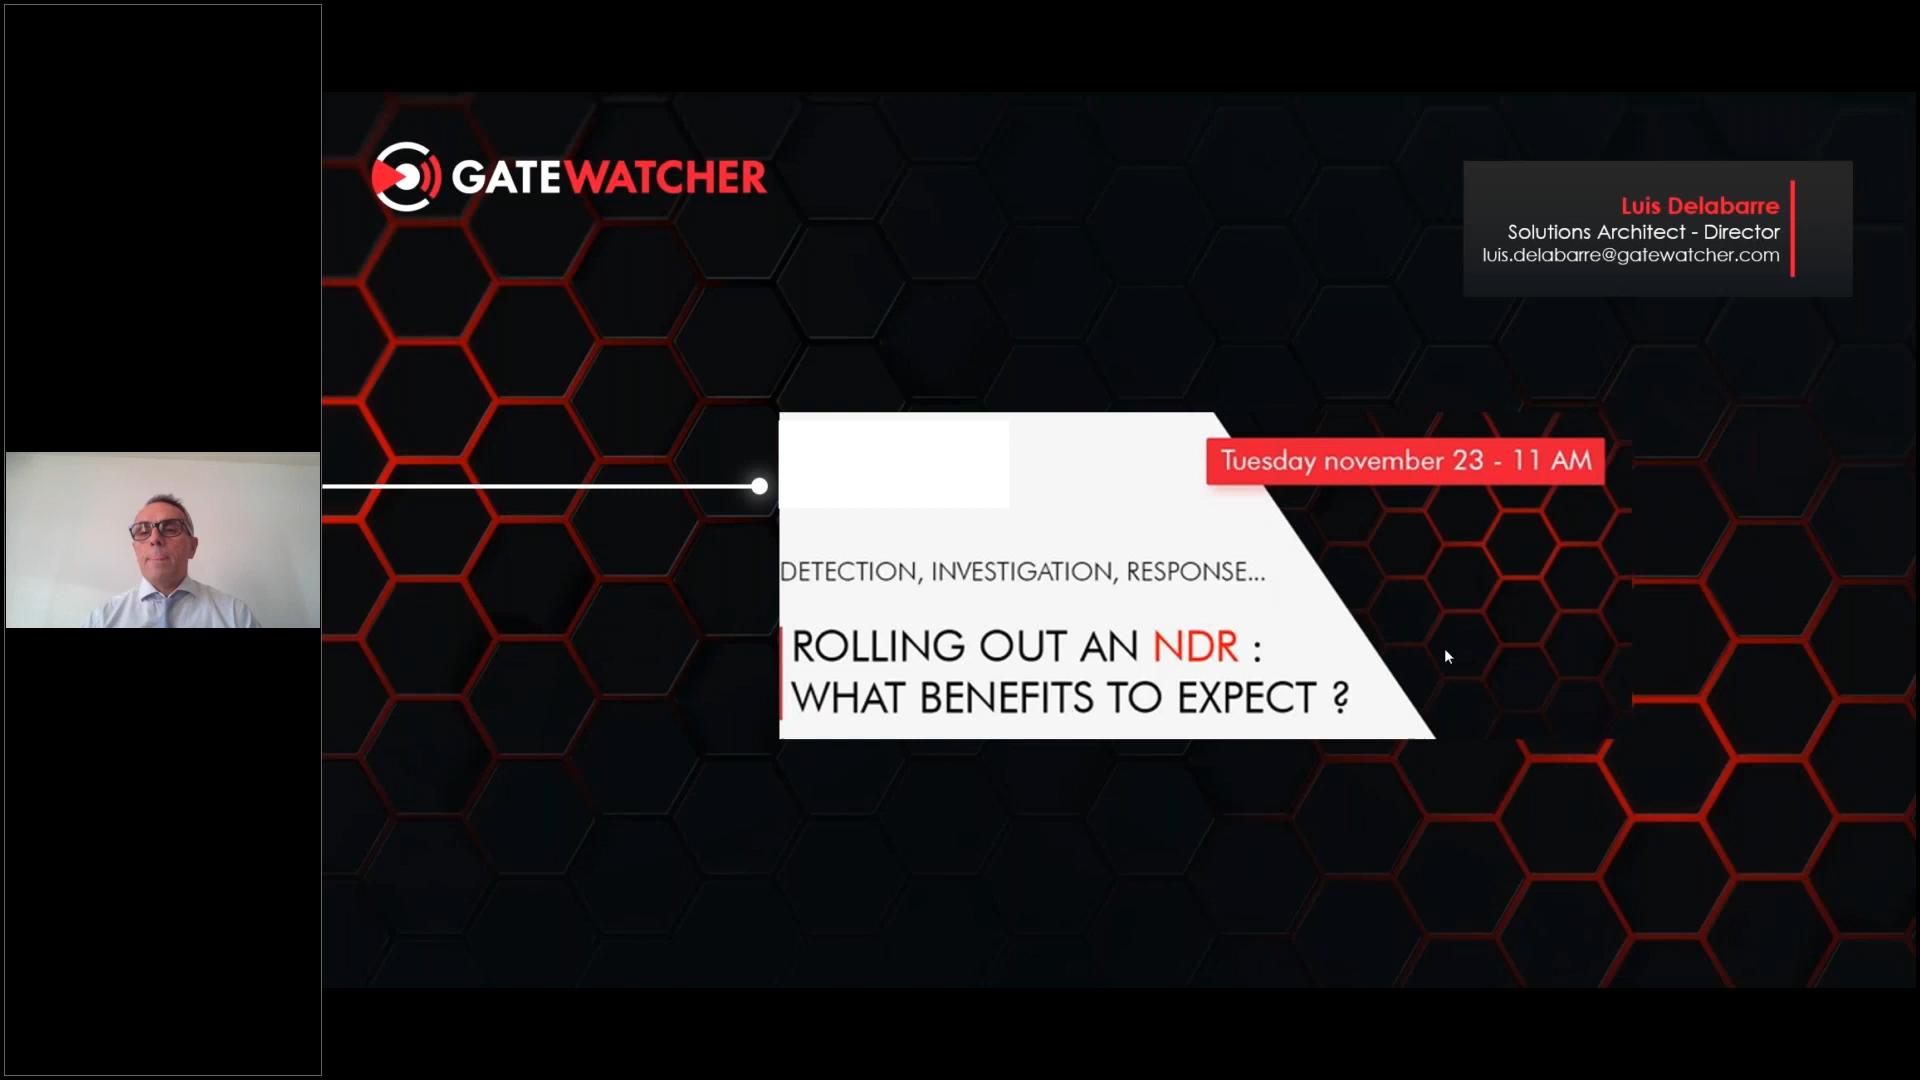 GATEWATCHER
Luis Delabarre
Solutions Architect - Director
luis.delabarre@gatewatcher.com
Tuesday november 23 - 11 AM
DETECTION, INVESTIGATION, RESPONSE...
ROLLING OUT AN NDR :
WHAT BENEFITS TO EXPECT ?